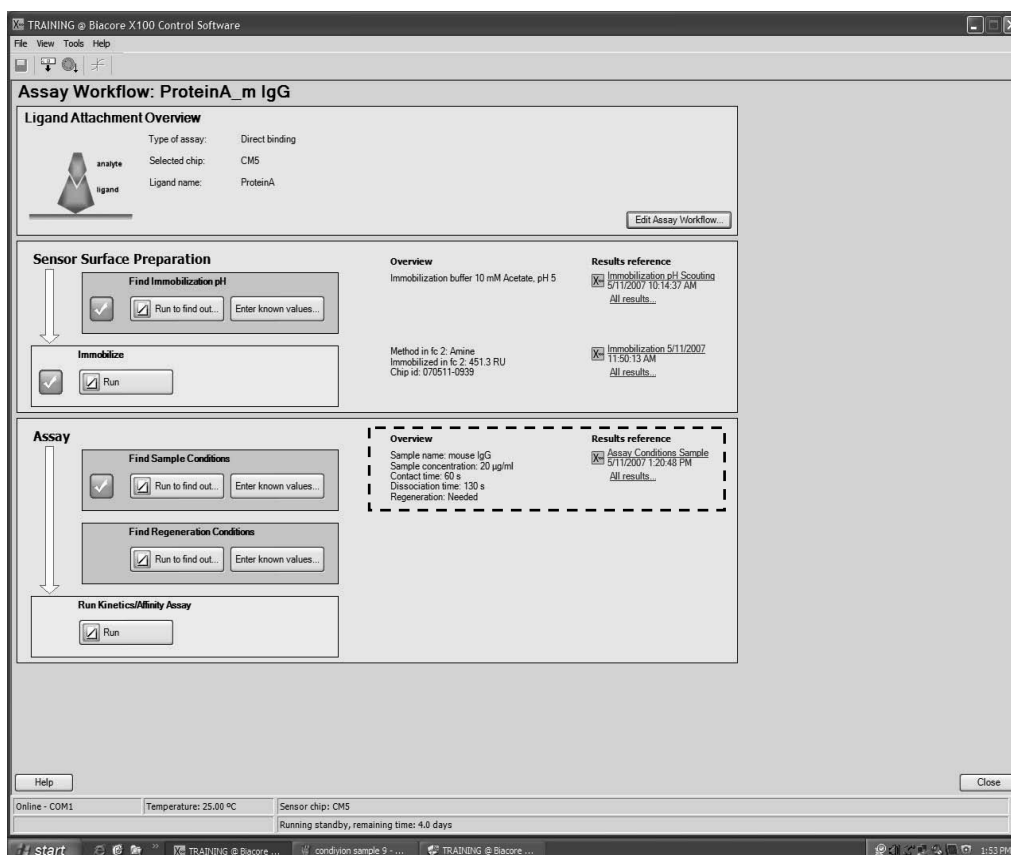 TRAINING @ Biacore X100 Control Software
File View Tools Help
Assay Workflow: ProteinA_m IgG
Ligand Attachment Overview
Type of assay: Direct binding
Selected chip: CM5
Ligand name: ProteinA
analyte
ligand
Edit Assay Workflow...
Sensor Surface Preparation
Overview
Results reference
Find Immobilization pH
Immobilization buffer 10 mM Acetate, pH 5
Immobilization pH Scouting
5/11/2007 10:14:37 AM
Run to find out...
Enter known values...
All results...
Immobilize
Method in fc 2: Amine
Immobilized in fc 2: 451.3 RU
Chip id: 070511-0939
Immobilization 5/11/2007
11:50:13 AM
All results...
Run
Assay
Overview
Results reference
Find Sample Conditions
Sample name: mouse IgG
Sample concentration: 20 µg/ml
Contact time: 60 s
Dissociation time: 130 s
Regeneration: Needed
Assay Conditions Sample
5/11/2007 1:20:48 PM
All results...
Run to find out...
Enter known values...
Find Regeneration Conditions
Run to find out...
Enter known values...
Run Kinetics/Affinity Assay
Run
Help
Close
Online - COM1
Temperature: 25.00 ºC
Sensor chip: CM5
Running standby, remaining time: 4.0 days
start
TRAINING @ Biacore ...
condiyion sample 9 - ...
TRAINING @ Biacore ...
1:53 PM